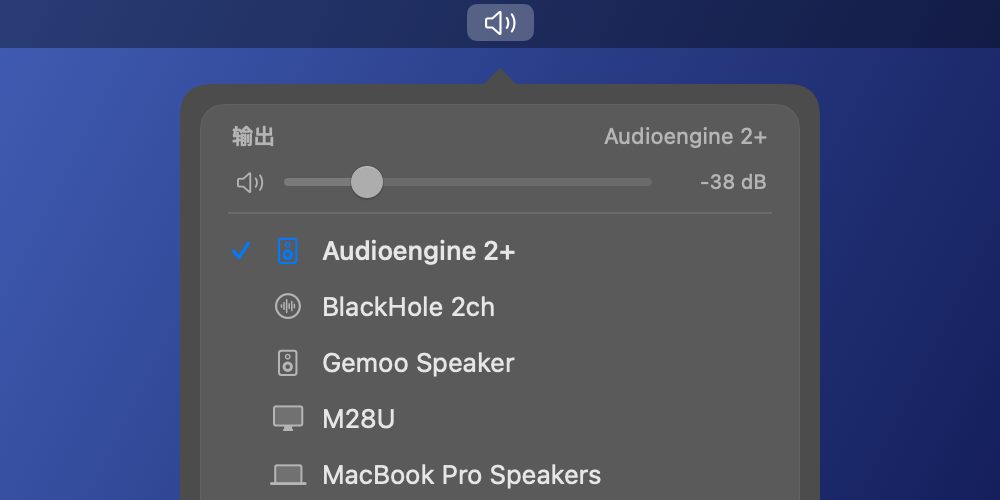 输出 Audioengine 2+
-38 dB
Audioengine 2+
BlackHole 2ch
Gemoo Speaker
M28U
MacBook Pro Speakers